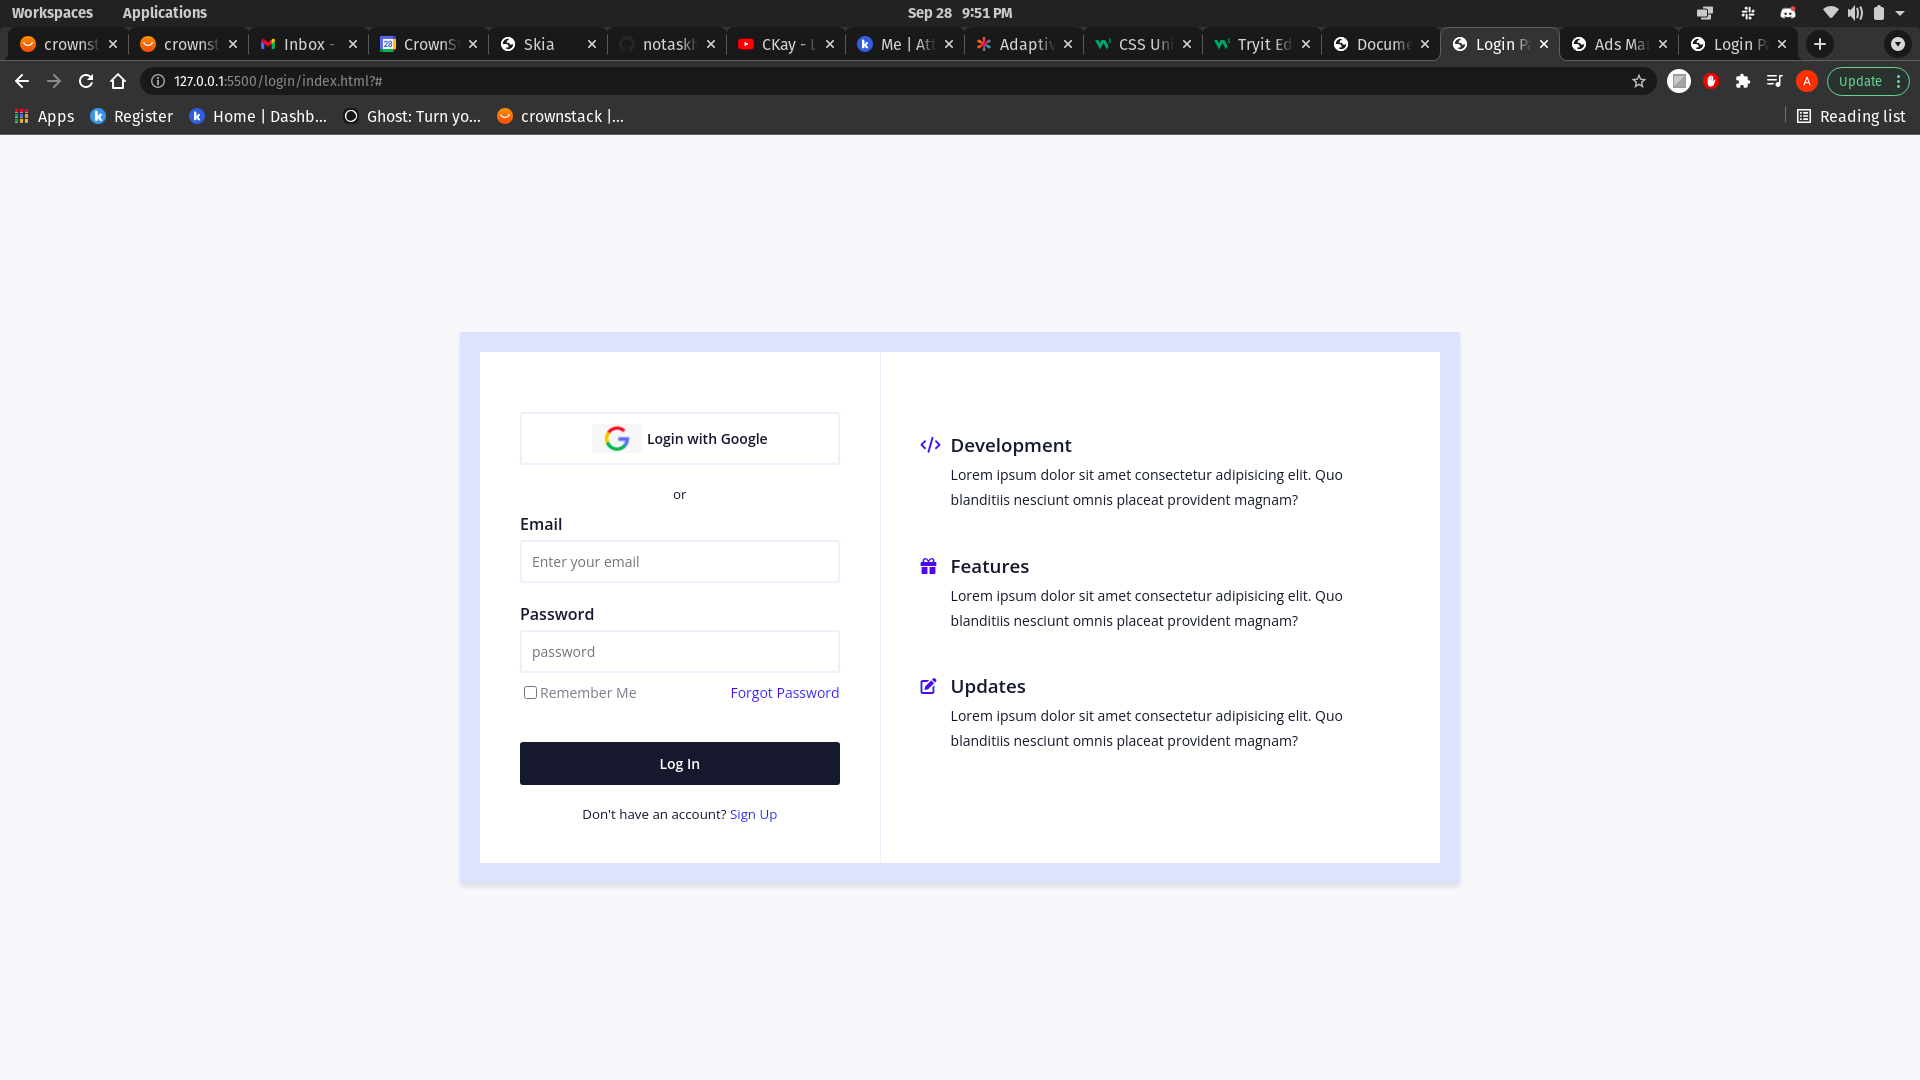 Workspaces Applications Sep 28 9:51 PM
crownst crownst Inbox - CrownS Skia notaskh CKay - L Me | Att Adaptiv CSS Uni Tryit Ed Docume Login Pa Ads Ma Login Pa
127.0.0.1:5500/login/index.html?# A Update
Apps Register Home | Dashb... Ghost: Turn yo... crownstack |... Reading list
Login with Google
or
Email
Enter your email
Password
password
Remember Me Forgot Password
Log In
Don't have an account? Sign Up
Development
Lorem ipsum dolor sit amet consectetur adipisicing elit. Quo
blanditiis nesciunt omnis placeat provident magnam?
Features
Lorem ipsum dolor sit amet consectetur adipisicing elit. Quo
blanditiis nesciunt omnis placeat provident magnam?
Updates
Lorem ipsum dolor sit amet consectetur adipisicing elit. Quo
blanditiis nesciunt omnis placeat provident magnam?